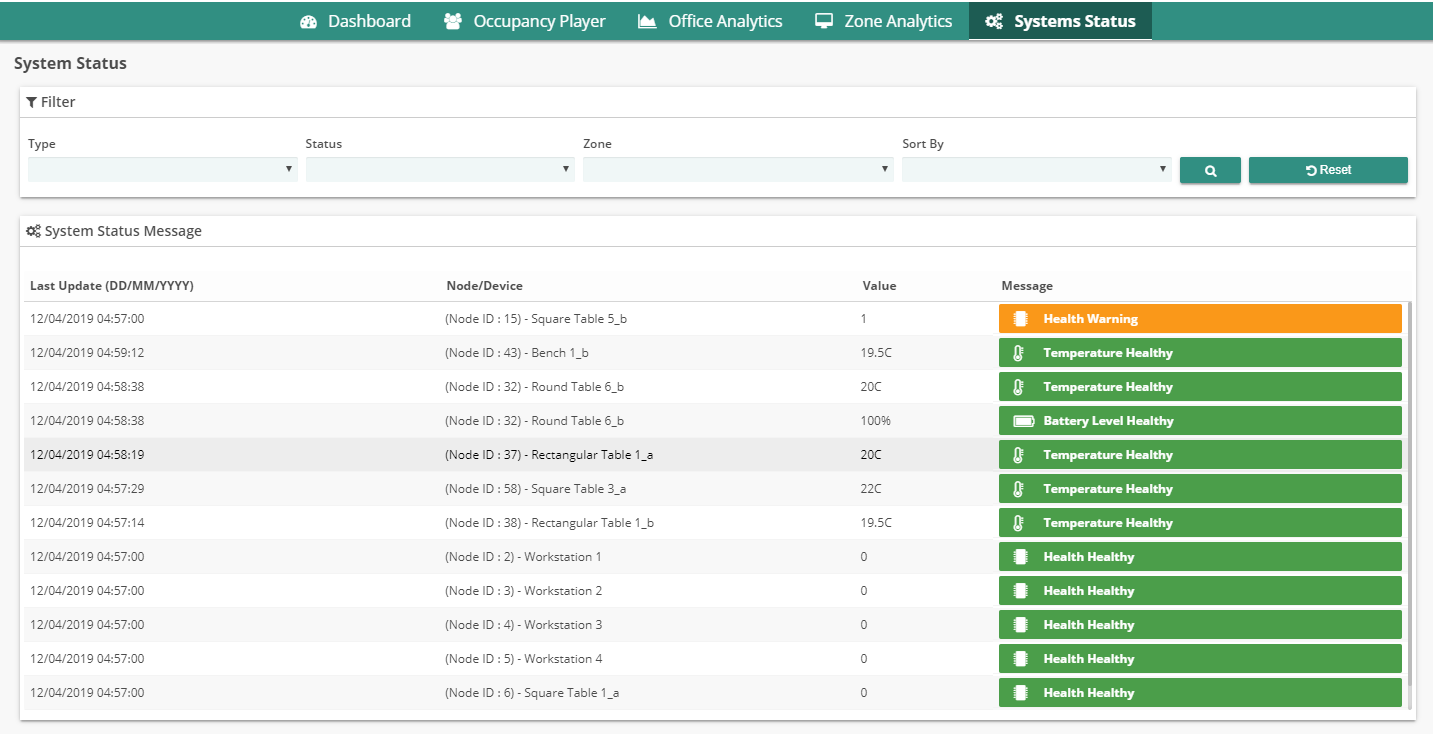 Dashboard Occupancy Player Office Analytics Zone Analytics Systems Status
System Status
Filter
Type Status Zone Sort By
Reset
System Status Message
Last Update (DD/MM/YYYY) Node/Device Value Message
12/04/2019 04:57:00 (Node ID : 15) - Square Table 5_b 1 Health Warning
12/04/2019 04:59:12 (Node ID : 43) - Bench 1_b 19.5C Temperature Healthy
12/04/2019 04:58:38 (Node ID : 32) - Round Table 6_b 20C Temperature Healthy
12/04/2019 04:58:38 (Node ID : 32) - Round Table 6_b 100% Battery Level Healthy
12/04/2019 04:58:19 (Node ID : 37) - Rectangular Table 1_a 20C Temperature Healthy
12/04/2019 04:57:29 (Node ID : 58) - Square Table 3_a 22C Temperature Healthy
12/04/2019 04:57:14 (Node ID : 38) - Rectangular Table 1_b 19.5C Temperature Healthy
12/04/2019 04:57:00 (Node ID : 2) - Workstation 1 0 Health Healthy
12/04/2019 04:57:00 (Node ID : 3) - Workstation 2 0 Health Healthy
12/04/2019 04:57:00 (Node ID : 4) - Workstation 3 0 Health Healthy
12/04/2019 04:57:00 (Node ID : 5) - Workstation 4 0 Health Healthy
12/04/2019 04:57:00 (Node ID : 6) - Square Table 1_a 0 Health Healthy